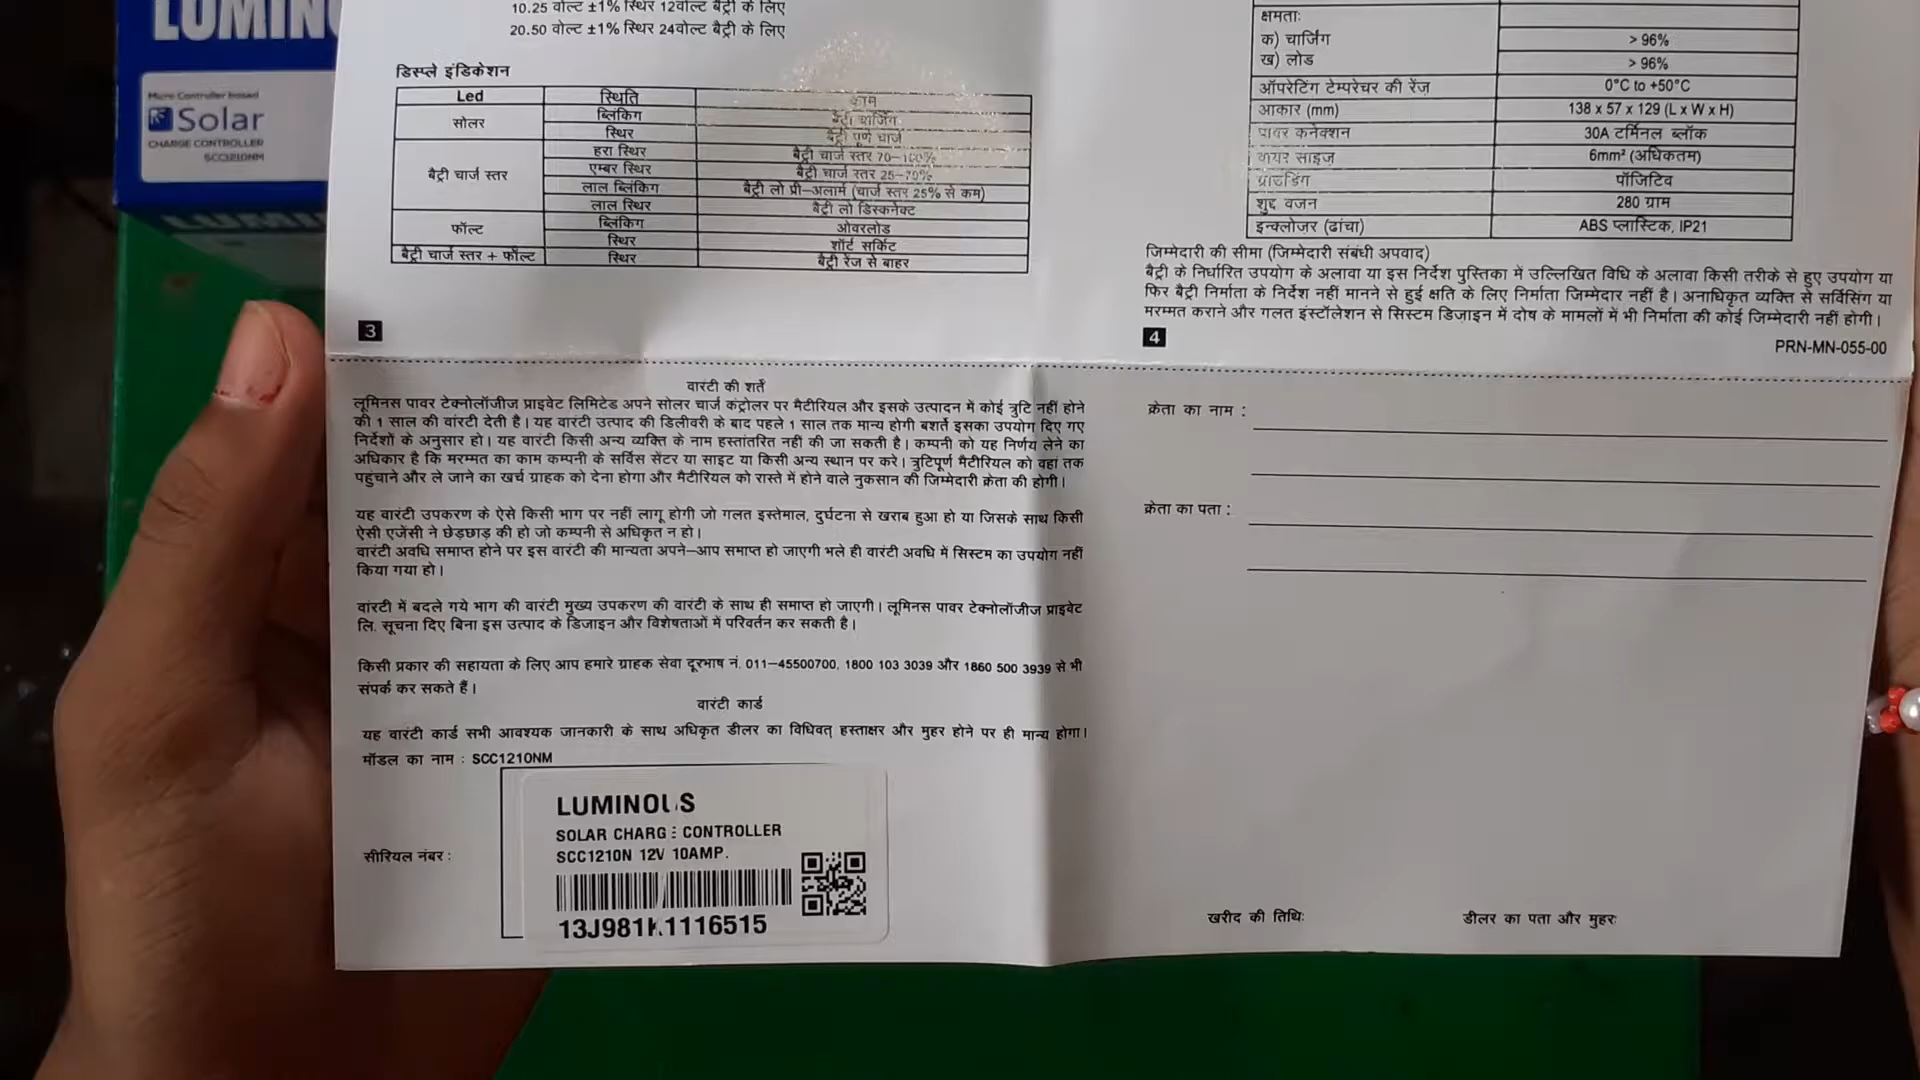 LUMIN
Micro Controller based
Solar
CHARGE CONTROLLER
SCC1210NM
10.25 वोल्ट ±1% स्थिर 12वोल्ट बैट्री के लिए
20.50 वोल्ट ±1% स्थिर 24वोल्ट बैट्री के लिए
डिस्प्ले इंडिकेशन
Led स्थिति काम
सोलर ब्लिंकिंग बैट्री चार्जिंग
स्थिर बैट्री पूर्ण चार्ज
बैट्री चार्ज स्तर हरा स्थिर बैट्री चार्ज स्तर 70–100%
एम्बर स्थिर बैट्री चार्ज स्तर 25–70%
लाल ब्लिंकिंग बैट्री लो प्री–अलार्म (चार्ज स्तर 25% से कम)
लाल स्थिर बैट्री लो डिस्कनेक्ट
फॉल्ट ब्लिंकिंग ओवरलोड
स्थिर शॉर्ट सर्किट
बैट्री चार्ज स्तर + फॉल्ट स्थिर बैट्री रेंज से बाहर
3
क्षमताः
क) चार्जिंग > 96%
ख) लोड > 96%
ऑपरेटिंग टेम्परेचर की रेंज 0°C to +50°C
आकार (mm) 138 x 57 x 129 (L x W x H)
पावर कनेक्शन 30A टर्मिनल ब्लॉक
वायर साइज 6mm² (अधिकतम)
ग्राउंडिंग पॉजिटिव
शुद्द वजन 280 ग्राम
इन्क्लोज़र (ढांचा) ABS प्लास्टिक, IP21
जिम्मेदारी की सीमा (जिम्मेदारी संबंधी अपवाद)
बैट्री के निर्धारित उपयोग के अलावा या इस निर्देश पुस्तिका में उल्लिखित विधि के अलावा किसी तरीके से हुए उपयोग या
फिर बैट्री निर्माता के निर्देश नहीं मानने से हुई क्षति के लिए निर्माता जिम्मेदार नहीं है। अनाधिकृत व्यक्ति से सर्विसिंग या
मरम्मत कराने और गलत इंस्टॉलेशन से सिस्टम डिज़ाइन में दोष के मामलों में भी निर्माता की कोई जिम्मेदारी नहीं होगी।
4
PRN-MN-055-00
वारंटी की शर्तें
लूमिनस पावर टेक्नोलॉजीज प्राइवेट लिमिटेड अपने सोलर चार्ज कंट्रोलर पर मैटीरियल और इसके उत्पादन में कोई त्रुटि नहीं होने
की 1 साल की वारंटी देती है। यह वारंटी उत्पाद की डिलीवरी के बाद पहले 1 साल तक मान्य होगी बशर्ते इसका उपयोग दिए गए
निर्देशों के अनुसार हो। यह वारंटी किसी अन्य व्यक्ति के नाम हस्तांतरित नहीं की जा सकती है। कम्पनी को यह निर्णय लेने का
अधिकार है कि मरम्मत का काम कम्पनी के सर्विस सेंटर या साइट या किसी अन्य स्थान पर करे। त्रुटिपूर्ण मैटीरियल को वहां तक
पहुंचाने और ले जाने का खर्च ग्राहक को देना होगा और मैटीरियल को रास्ते में होने वाले नुकसान की जिम्मेदारी क्रेता की होगी।
यह वारंटी उपकरण के ऐसे किसी भाग पर नहीं लागू होगी जो गलत इस्तेमाल, दुर्घटना से खराब हुआ हो या जिसके साथ किसी
ऐसी एजेंसी ने छेड़छाड़ की हो जो कम्पनी से अधिकृत न हो।
वारंटी अवधि समाप्त होने पर इस वारंटी की मान्यता अपने–आप समाप्त हो जाएगी भले ही वारंटी अवधि में सिस्टम का उपयोग नहीं
किया गया हो।
वांरटी में बदले गये भाग की वारंटी मुख्य उपकरण की वारंटी के साथ ही समाप्त हो जाएगी। लूमिनस पावर टेक्नोलॉजीज प्राइवेट
लि. सूचना दिए बिना इस उत्पाद के डिजाइन और विशेषताओं में परिवर्तन कर सकती है।
किसी प्रकार की सहायता के लिए आप हमारे ग्राहक सेवा दूरभाष नं. 011–45500700, 1800 103 3039 और 1860 500 3939 से भी
संपर्क कर सकते हैं।
वारंटी कार्ड
यह वारंटी कार्ड सभी आवश्यक जानकारी के साथ अधिकृत डीलर का विधिवत् हस्ताक्षर और मुहर होने पर ही मान्य होगा।
मॉडल का नाम : SCC1210NM
सीरियल नंबर :
LUMINOUS
SOLAR CHARGE CONTROLLER
SCC1210N 12V 10AMP.
13J981K1116515
क्रेता का नाम :
क्रेता का पता :
खरीद की तिथिः
डीलर का पता और मुहरः